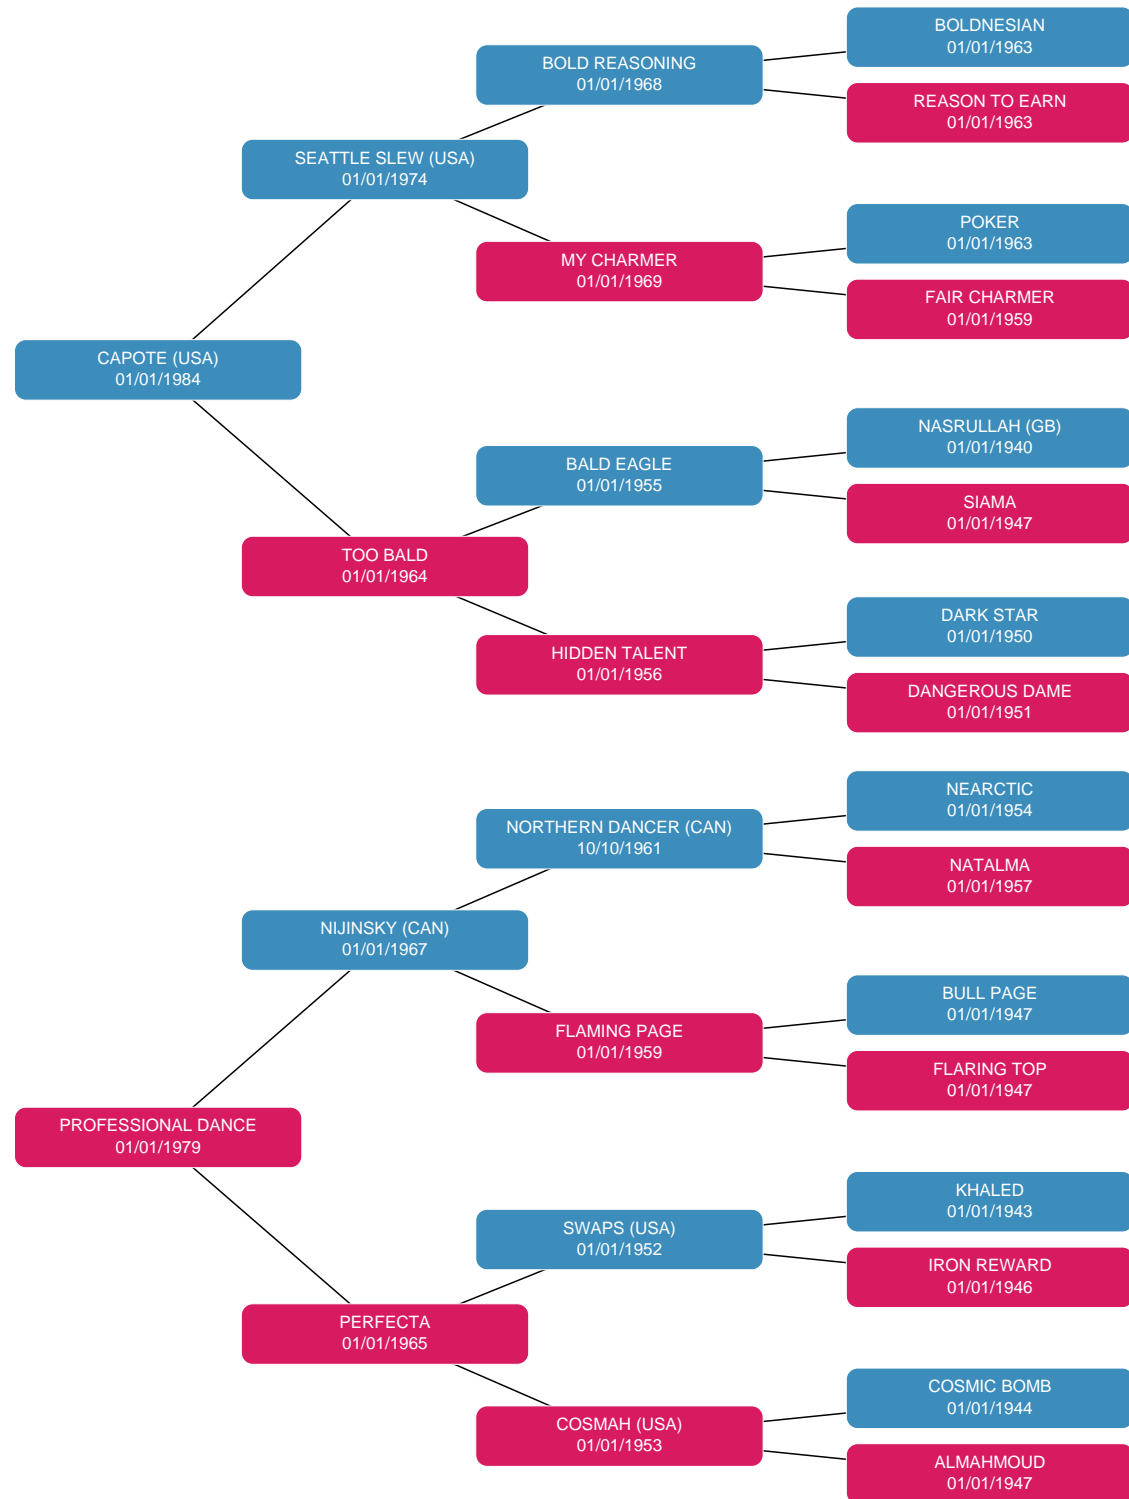 BOLDNESIAN
01/01/1963
BOLD REASONING
01/01/1968
REASON TO EARN
01/01/1963
SEATTLE SLEW (USA)
01/01/1974
POKER
01/01/1963
MY CHARMER
01/01/1969
FAIR CHARMER
01/01/1959
CAPOTE (USA)
01/01/1984
NASRULLAH (GB)
01/01/1940
BALD EAGLE
01/01/1955
SIAMA
01/01/1947
TOO BALD
01/01/1964
DARK STAR
01/01/1950
HIDDEN TALENT
01/01/1956
DANGEROUS DAME
01/01/1951
NEARCTIC
01/01/1954
NORTHERN DANCER (CAN)
10/10/1961
NATALMA
01/01/1957
NIJINSKY (CAN)
01/01/1967
BULL PAGE
01/01/1947
FLAMING PAGE
01/01/1959
FLARING TOP
01/01/1947
PROFESSIONAL DANCE
01/01/1979
KHALED
01/01/1943
SWAPS (USA)
01/01/1952
IRON REWARD
01/01/1946
PERFECTA
01/01/1965
COSMIC BOMB
01/01/1944
COSMAH (USA)
01/01/1953
ALMAHMOUD
01/01/1947